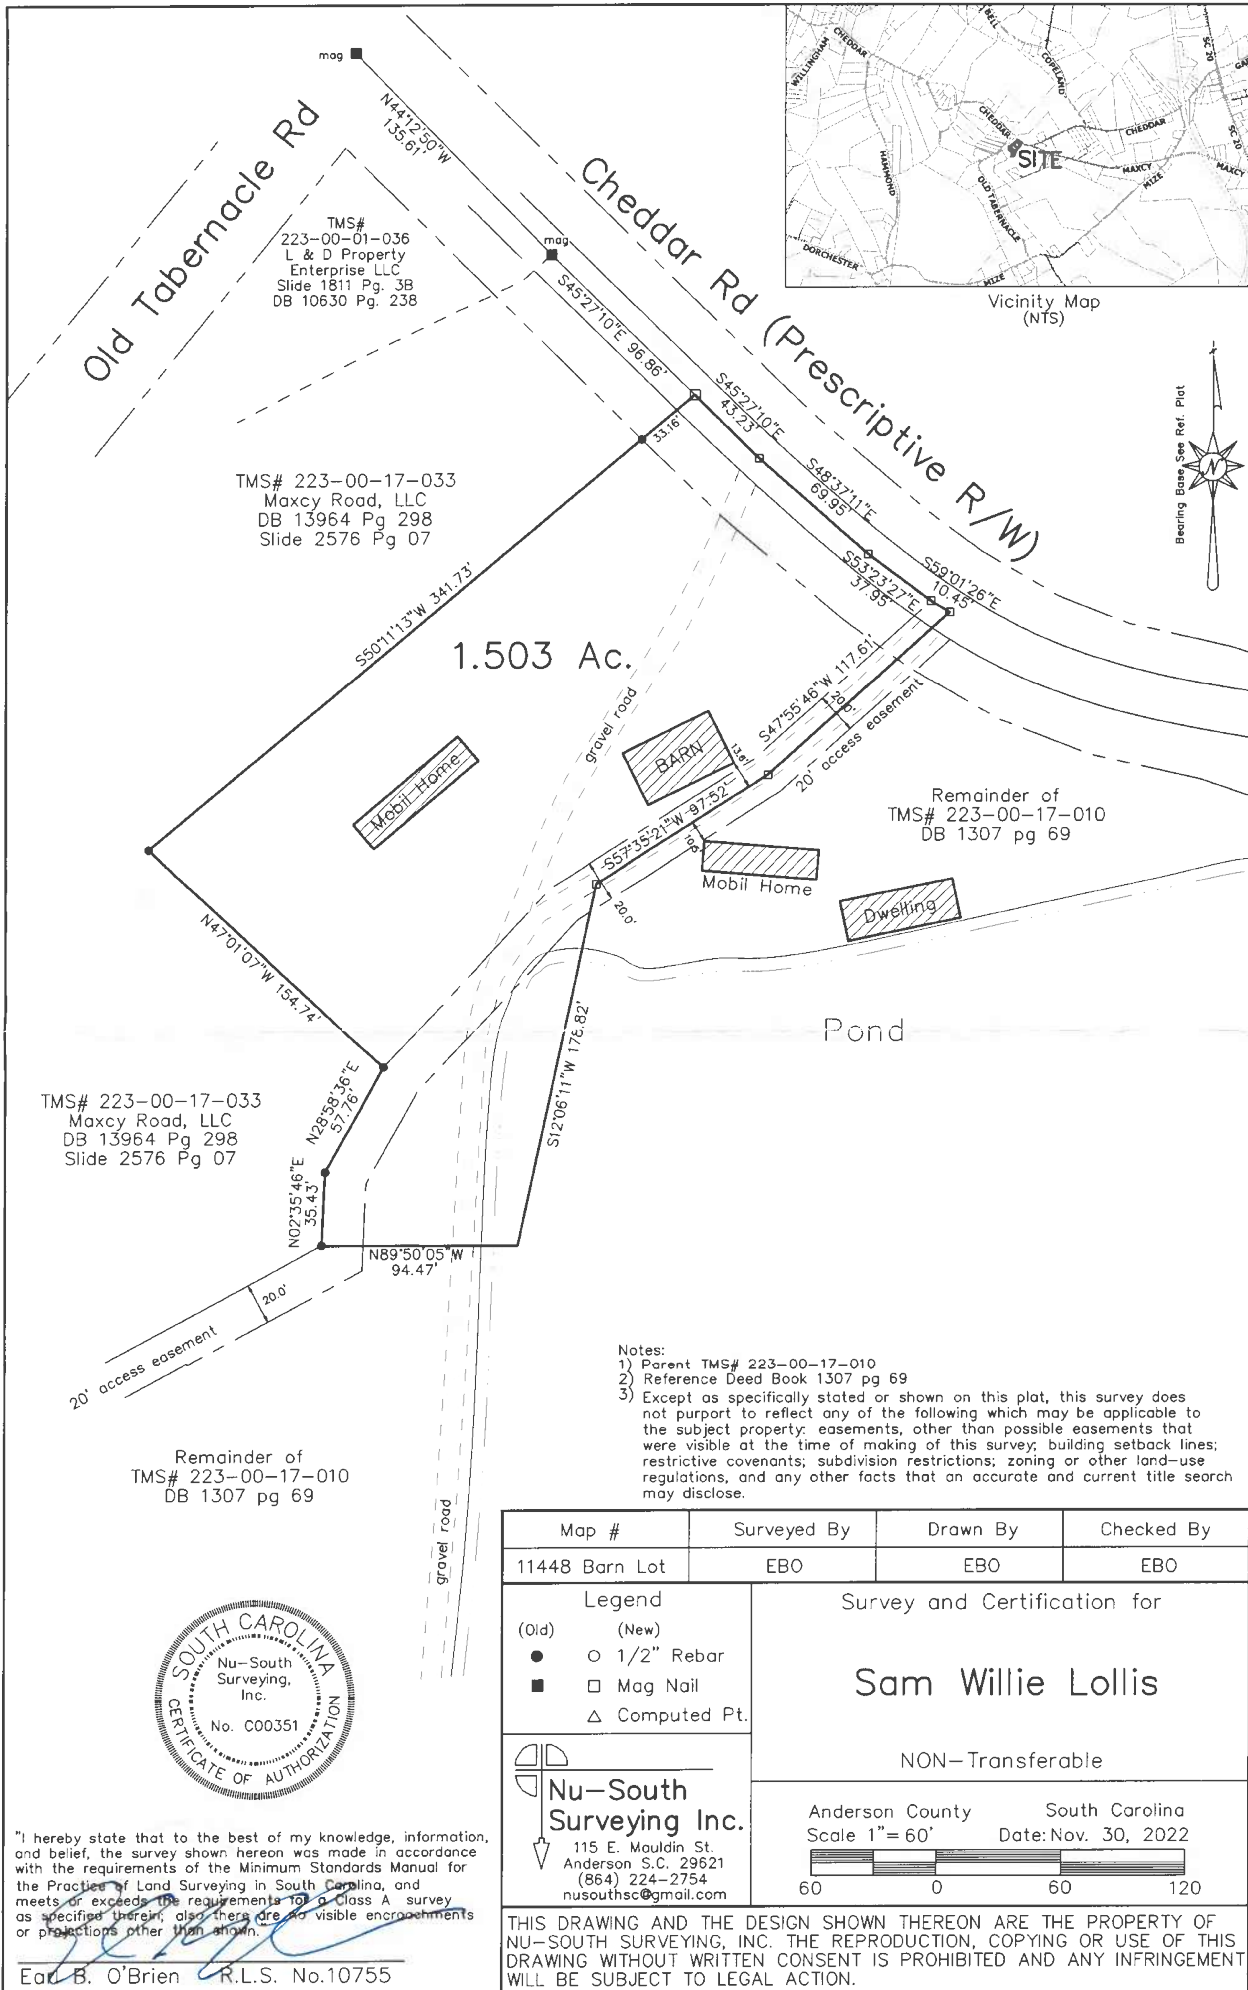 mag
N44°12'50"W
135.61'
Old Tabernacle Rd
TMS#
223-00-01-036
L & D Property
Enterprise LLC
Slide 1811 Pg. 3B
DB 10630 Pg. 238
mag
Cheddar Rd (Prescriptive R/W)
WILLINGHAM
CHEDDAR
BELL
COPELAND
SC 20
CHEDDAR
SITE
CHEDDAR
SC 20
HAMMOND
OLD TABERNACLE
MAXCY
MIZE
MAXCY
DORCHESTER
MIZE
Vicinity Map
(NTS)
Bearing Base See Ref. Plat
N
S45°27'10"E 96.86'
S45°27'10"E
43.23'
33.16'
S48°37'11"E
69.95'
S53°23'27"E
37.95'
S59°01'26"E
10.45'
TMS# 223-00-17-033
Maxcy Road, LLC
DB 13964 Pg 298
Slide 2576 Pg 07
S50°11'13"W 341.73'
1.503 Ac.
gravel road
S47°55'46"W 117.61'
20.0'
20' access easement
BARN
13.6'
Mobil Home
S57°35'21"W 97.52'
Remainder of
TMS# 223-00-17-010
DB 1307 pg 69
Mobil Home
Dwelling
20.0'
N47°01'07"W 154.74'
Pond
TMS# 223-00-17-033
Maxcy Road, LLC
DB 13964 Pg 298
Slide 2576 Pg 07
N28°58'36"E
57.76'
S12°06'11"W 178.82'
N02°35'46"E
35.43'
N89°50'05"W
94.47'
20.0'
20' access easement
Remainder of
TMS# 223-00-17-010
DB 1307 pg 69
gravel road
Notes:
1) Parent TMS# 223-00-17-010
2) Reference Deed Book 1307 pg 69
3) Except as specifically stated or shown on this plat, this survey does
not purport to reflect any of the following which may be applicable to
the subject property: easements, other than possible easements that
were visible at the time of making of this survey; building setback lines;
restrictive covenants; subdivision restrictions; zoning or other land-use
regulations, and any other facts that an accurate and current title search
may disclose.
Map # Surveyed By Drawn By Checked By
11448 Barn Lot EBO EBO EBO
Legend
(Old) (New)
1/2" Rebar
Mag Nail
Computed Pt.
Survey and Certification for
Sam Willie Lollis
NON-Transferable
Nu-South
Surveying Inc.
115 E. Mauldin St.
Anderson S.C. 29621
(864) 224-2754
nusouthsc@gmail.com
Anderson County South Carolina
Scale 1"=60' Date: Nov. 30, 2022
60 0 60 120
THIS DRAWING AND THE DESIGN SHOWN THEREON ARE THE PROPERTY OF
NU-SOUTH SURVEYING, INC. THE REPRODUCTION, COPYING OR USE OF THIS
DRAWING WITHOUT WRITTEN CONSENT IS PROHIBITED AND ANY INFRINGEMENT
WILL BE SUBJECT TO LEGAL ACTION.
SOUTH CAROLINA
Nu-South
Surveying,
Inc.
No. C00351
CERTIFICATE OF AUTHORIZATION
"I hereby state that to the best of my knowledge, information,
and belief, the survey shown hereon was made in accordance
with the requirements of the Minimum Standards Manual for
the Practice of Land Surveying in South Carolina, and
meets or exceeds the requirements for a Class A survey
as specified therein; also there are no visible encroachments
or projections other than shown."
Earl B. O'Brien R.L.S. No.10755